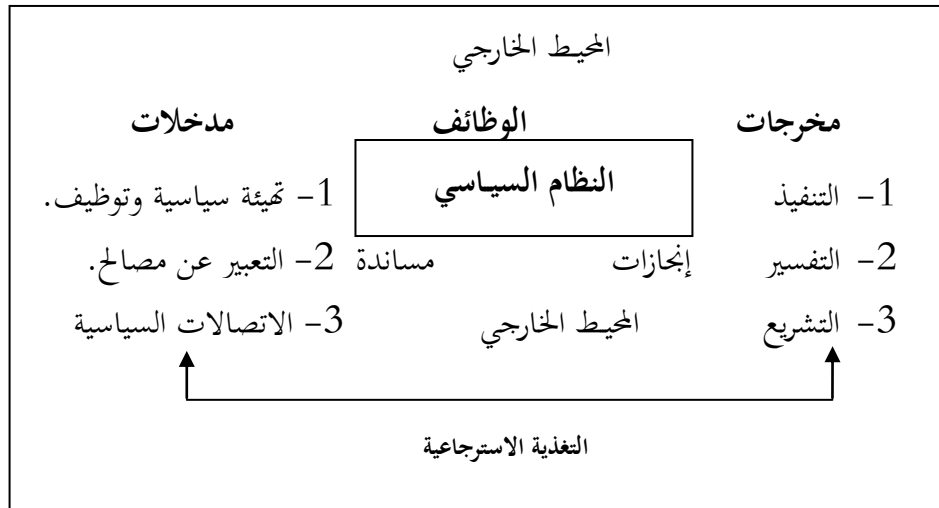 المحيط الخارجي
مخرجات الوظائف مدخلات
النظام السياسي
1- التنفيذ 1- تهيئة سياسية وتوظيف.
2- التفسير إنجازات مساندة 2- التعبير عن مصالح.
3- التشريع المحيط الخارجي 3- الاتصالات السياسية
التغذية الاسترجاعية